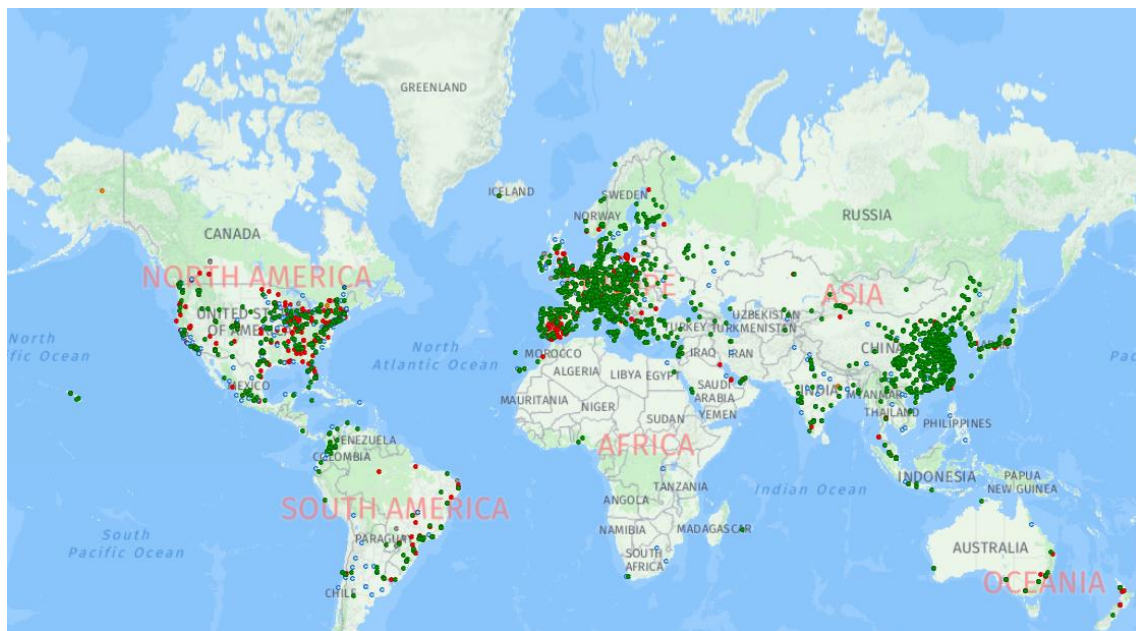 GREENLAND
ICELAND
SWEDEN
NORWAY
RUSSIA
CANADA
NORTH AMERICA
ASIA
UNITED STATES
OF AMERICA
UZBEKISTAN
TURKEY
TURKMENISTAN
CHINA
North
Atlantic Ocean
MOROCCO
ALGERIA
LIBYA
EGYPT
IRAQ
IRAN
MEXICO
SAUDI
ARABIA
INDIA
MYANMAR
MAURITANIA
NIGER
SUDAN
YEMEN
THAILAND
PHILIPPINES
VENEZUELA
COLOMBIA
AFRICA
INDONESIA
PAPUA
NEW GUINEA
TANZANIA
Indian Ocean
ANGOLA
SOUTH AMERICA
South
Pacific Ocean
NAMIBIA
MADAGASCAR
PARAGUAY
SOUTH
AFRICA
AUSTRALIA
OCEANIA
CHILE